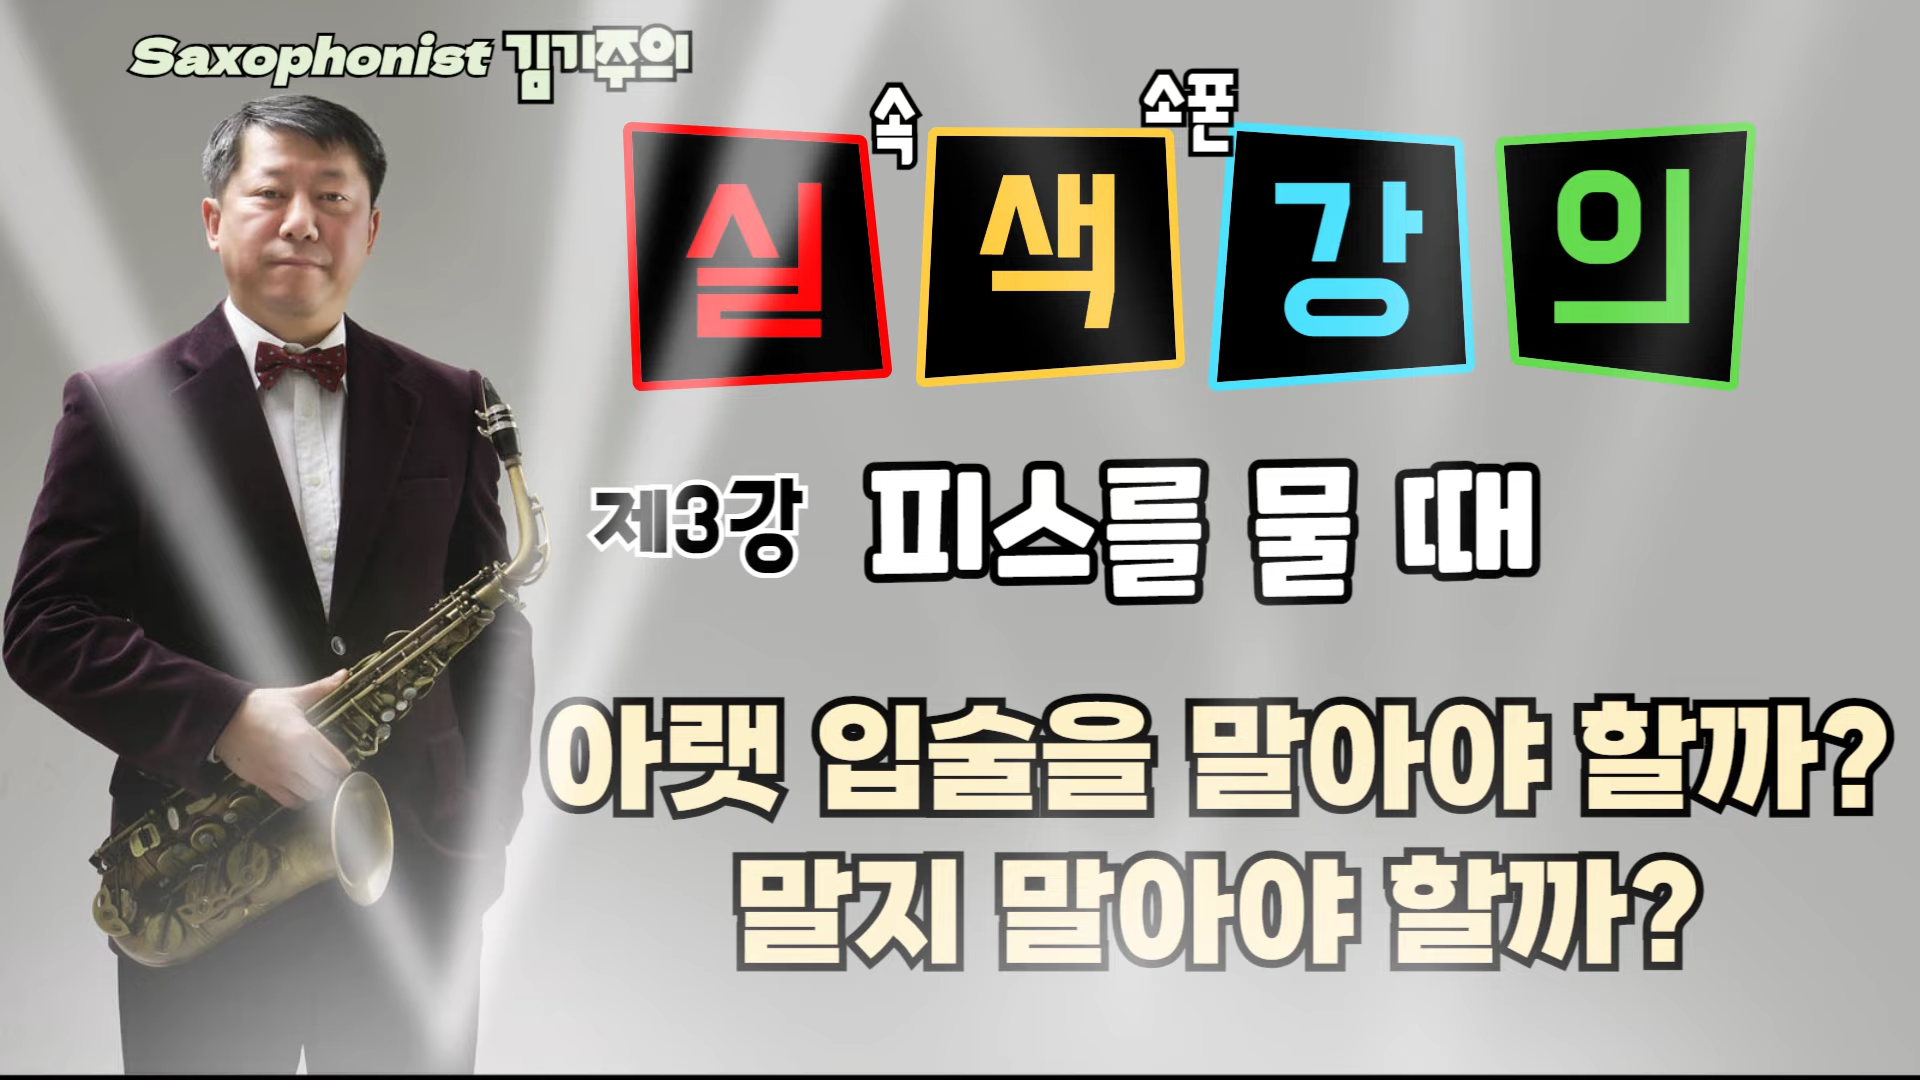 Saxophonist 김기주의
실속 색소폰 강의
제3강 피스를 물 때
아랫 입술을 말아야 할까?
말지 말아야 할까?